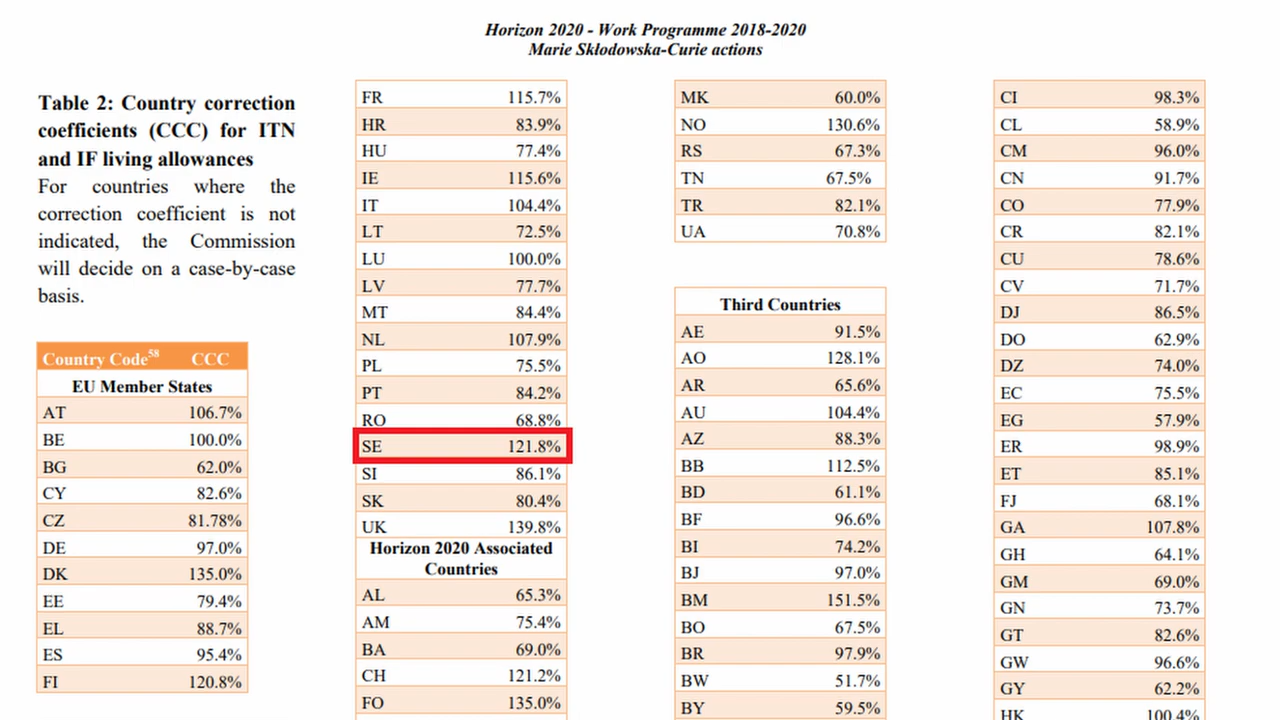 Horizon 2020 - Work Programme 2018-2020
Marie Skłodowska-Curie actions
Table 2: Country correction
coefficients (CCC) for ITN
and IF living allowances
For countries where the
correction coefficient is not
indicated, the Commission
will decide on a case-by-case
basis.
Country Code58 CCC
EU Member States
AT 106.7%
BE 100.0%
BG 62.0%
CY 82.6%
CZ 81.78%
DE 97.0%
DK 135.0%
EE 79.4%
EL 88.7%
ES 95.4%
FI 120.8%
FR 115.7%
HR 83.9%
HU 77.4%
IE 115.6%
IT 104.4%
LT 72.5%
LU 100.0%
LV 77.7%
MT 84.4%
NL 107.9%
PL 75.5%
PT 84.2%
RO 68.8%
SE 121.8%
SI 86.1%
SK 80.4%
UK 139.8%
Horizon 2020 Associated
Countries
AL 65.3%
AM 75.4%
BA 69.0%
CH 121.2%
FO 135.0%
MK 60.0%
NO 130.6%
RS 67.3%
TN 67.5%
TR 82.1%
UA 70.8%
Third Countries
AE 91.5%
AO 128.1%
AR 65.6%
AU 104.4%
AZ 88.3%
BB 112.5%
BD 61.1%
BF 96.6%
BI 74.2%
BJ 97.0%
BM 151.5%
BO 67.5%
BR 97.9%
BW 51.7%
BY 59.5%
CI 98.3%
CL 58.9%
CM 96.0%
CN 91.7%
CO 77.9%
CR 82.1%
CU 78.6%
CV 71.7%
DJ 86.5%
DO 62.9%
DZ 74.0%
EC 75.5%
EG 57.9%
ER 98.9%
ET 85.1%
FJ 68.1%
GA 107.8%
GH 64.1%
GM 69.0%
GN 73.7%
GT 82.6%
GW 96.6%
GY 62.2%
HK 100.4%